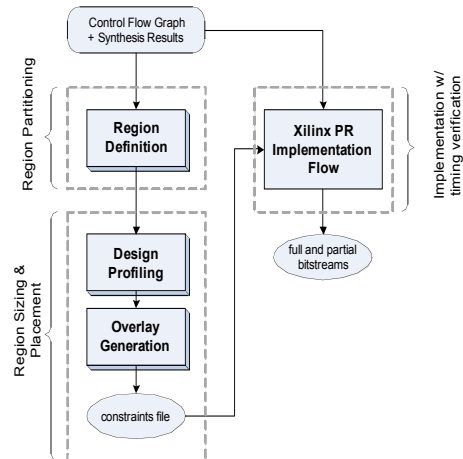 Control Flow Graph
+ Synthesis Results
Region Partitioning
Region
Definition
Xilinx PR
Implementation
Flow
Implementation w/
timing verification
full and partial
bitstreams
Region Sizing &
Placement
Design
Profiling
Overlay
Generation
constraints file